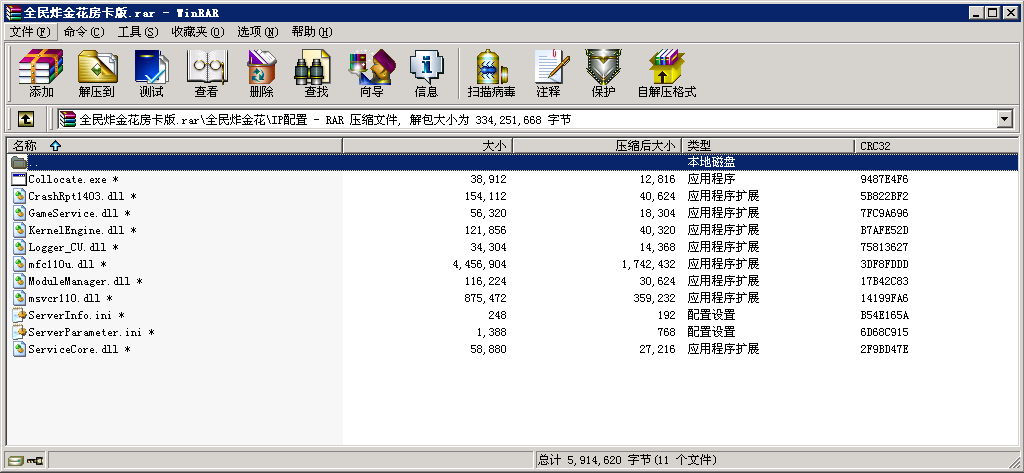 全民炸金花房卡版.rar - WinRAR
文件(F) 命令(C) 工具(S) 收藏夹(O) 选项(N) 帮助(H)
添加 解压到 测试 查看 删除 查找 向导 信息 扫描病毒 注释 保护 自解压格式
全民炸金花房卡版.rar\全民炸金花\IP配置 - RAR 压缩文件, 解包大小为 334,251,668 字节
名称 大小 压缩后大小 类型 CRC32
.. 本地磁盘
Collocate.exe * 38,912 12,816 应用程序 9487E4F6
CrashRpt1403.dll * 154,112 40,624 应用程序扩展 5B822BF2
GameService.dll * 56,320 18,304 应用程序扩展 7FC9A696
KernelEngine.dll * 121,856 40,320 应用程序扩展 B7AFE52D
Logger_CU.dll * 34,304 14,368 应用程序扩展 75813627
mfc110u.dll * 4,456,904 1,742,432 应用程序扩展 3DF8FDDD
ModuleManager.dll * 116,224 30,624 应用程序扩展 17B42C83
msvcr110.dll * 875,472 359,232 应用程序扩展 14199FA6
ServerInfo.ini * 248 192 配置设置 B54E165A
ServerParameter.ini * 1,388 768 配置设置 6D68C915
ServiceCore.dll * 58,880 27,216 应用程序扩展 2F9BD47E
总计 5,914,620 字节(11 个文件)